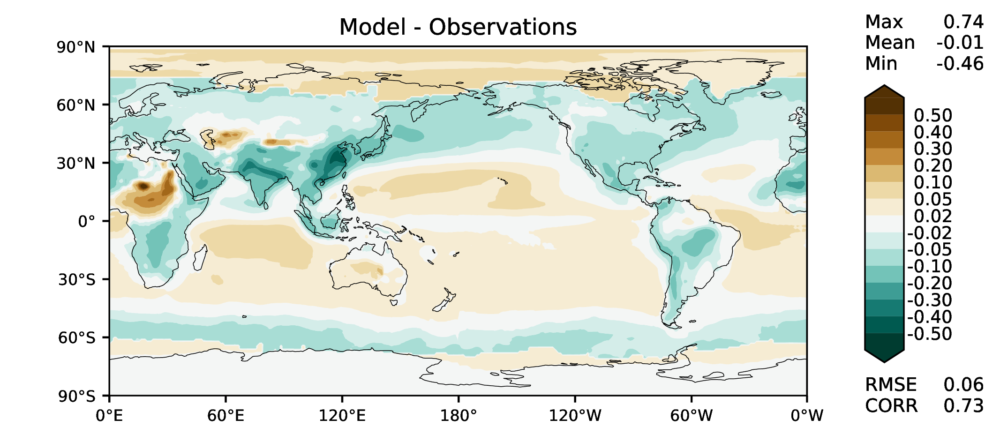 Model - Observations
Max 0.74
Mean -0.01
Min -0.46
90°N
60°N
30°N
0°
30°S
60°S
90°S
0°E 60°E 120°E 180° 120°W 60°W 0°W
0.50
0.40
0.30
0.20
0.10
0.05
0.02
-0.02
-0.05
-0.10
-0.20
-0.30
-0.40
-0.50
RMSE 0.06
CORR 0.73